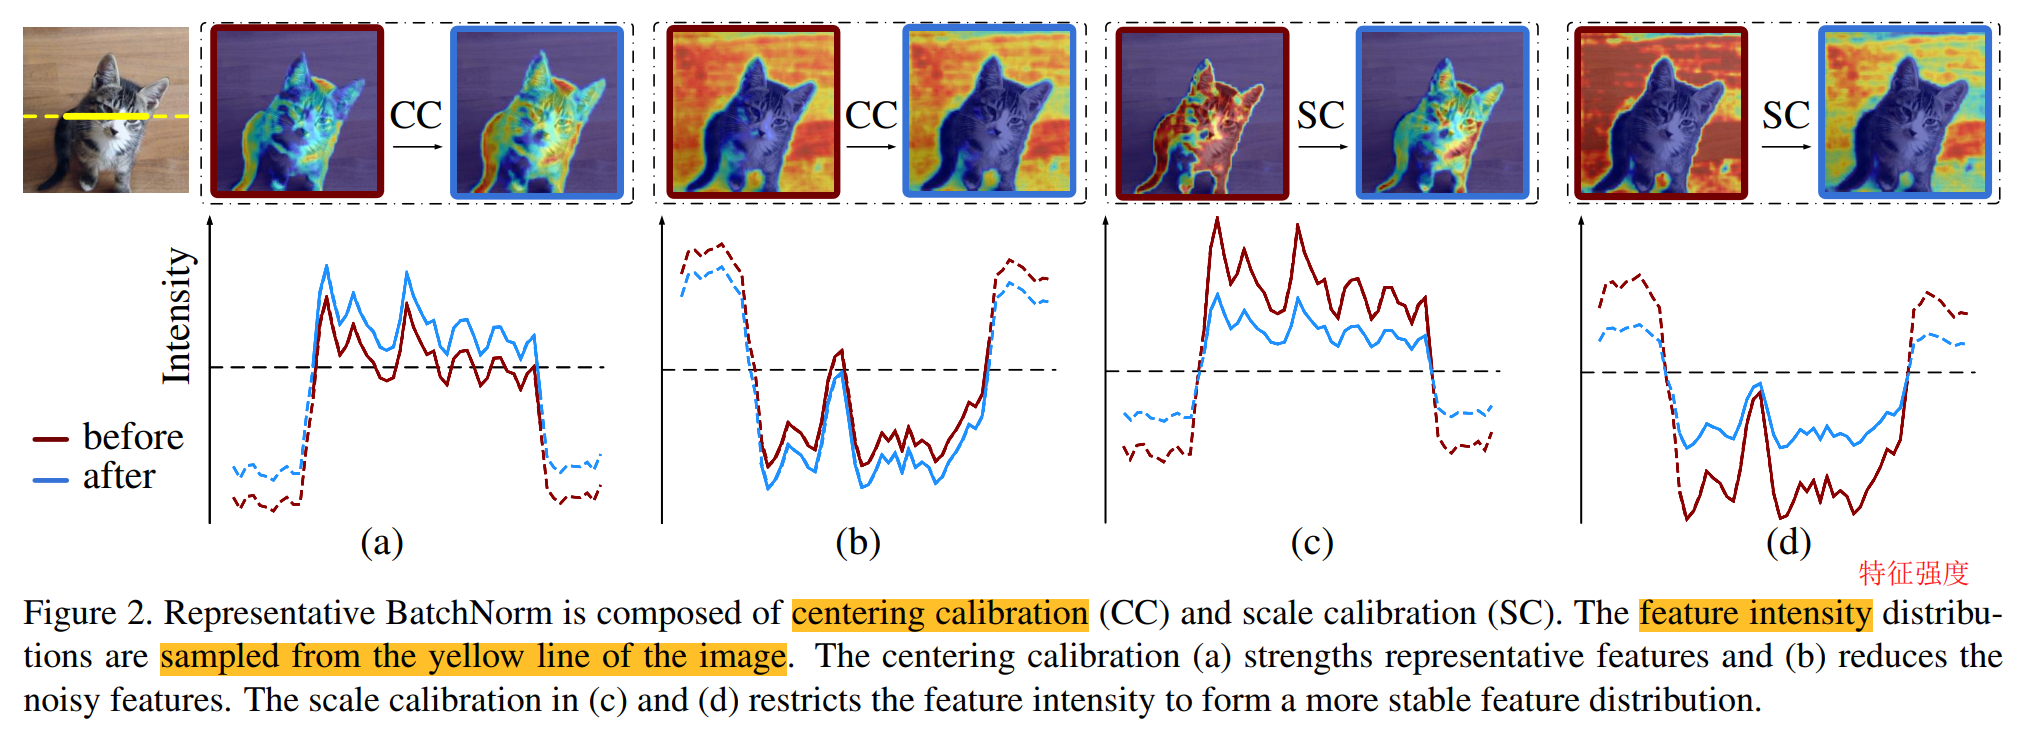 CC
CC
SC
SC
Intensity
before
after
(a)
(b)
(c)
(d)
特征强度
Figure 2. Representative BatchNorm is composed of centering calibration (CC) and scale calibration (SC). The feature intensity distribu-
tions are sampled from the yellow line of the image. The centering calibration (a) strengths representative features and (b) reduces the
noisy features. The scale calibration in (c) and (d) restricts the feature intensity to form a more stable feature distribution.